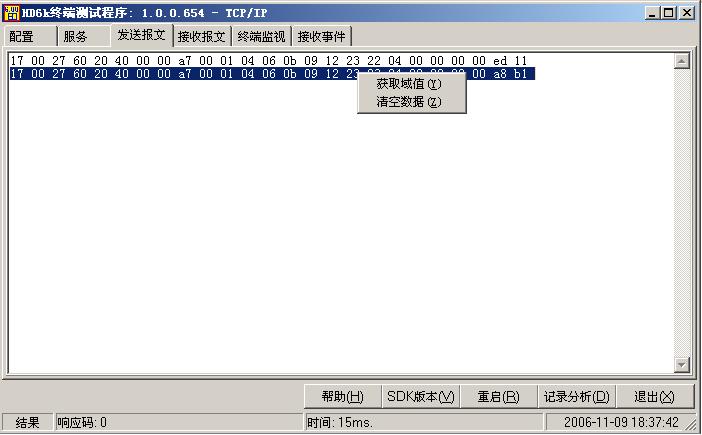 HD6k终端测试程序: 1.0.0.654 - TCP/IP
配置 服务 发送报文 接收报文 终端监视 接收事件
17 00 27 60 20 40 00 00 a7 00 01 04 06 0b 09 12 23 22 04 00 00 00 00 ed 11
17 00 27 60 20 40 00 00 a7 00 01 04 06 0b 09 12 23 04 00 00 00 00 a8 b1
获取域值(Y)
清空数据(Z)
帮助(H) SDK版本(V) 重启(R) 记录分析(D) 退出(X)
结果 响应码: 0 时间: 15ms. 2006-11-09 18:37:42